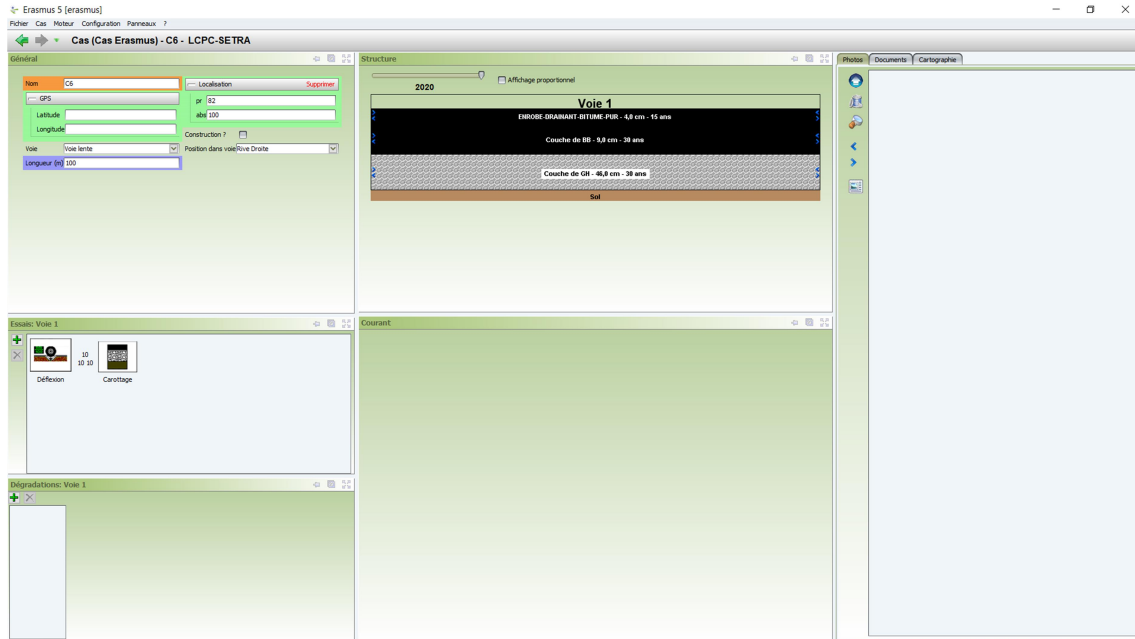 Erasmus 5 [erasmus]
Fichier Cas Moteur Configuration Panneaux ?
Cas (Cas Erasmus) - C6 - LCPC-SETRA
Général
Nom C6
GPS
Latitude
Longitude
Localisation Supprimer
pr 82
abs 100
Construction ?
Voie Voie lente
Position dans voie Rive Droite
Longueur (m) 100
Structure
2020
Affichage proportionnel
Voie 1
ENROBE-DRAINANT-BITUME-PUR - 4,0 cm - 15 ans
Couche de BB - 9,0 cm - 30 ans
Couche de GH - 46,0 cm - 30 ans
Sol
Photos Documents Cartographie
Essais: Voie 1
10
10 10
Déflexion
Carottage
Courant
Dégradations: Voie 1